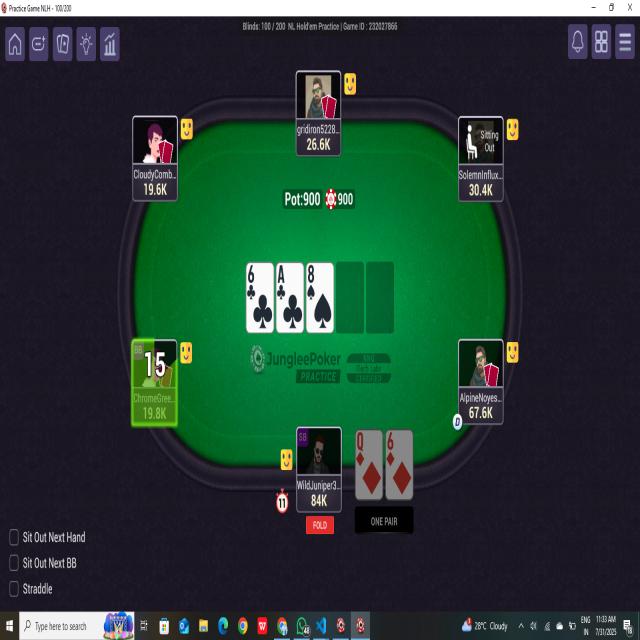 Practice Game NLH - 100/200
Blinds: 100 / 200 NL Hold'em Practice | Game ID : 232027866
gridiron5228...
26.6K
CloudyComb...
19.6K
Sitting
Out
SolemnInflux...
30.4K
Pot:900 900
6 A 8
JungleePoker
PRACTICE
BB
15
ChromeGree...
19.8K
AlpineNoyes...
67.6K
D
SB
WildJuniper3...
84K
Q 6
11
FOLD
ONE PAIR
Sit Out Next Hand
Sit Out Next BB
Straddle
Type here to search
28°C Cloudy
ENG
IN
11:33 AM
7/31/2025